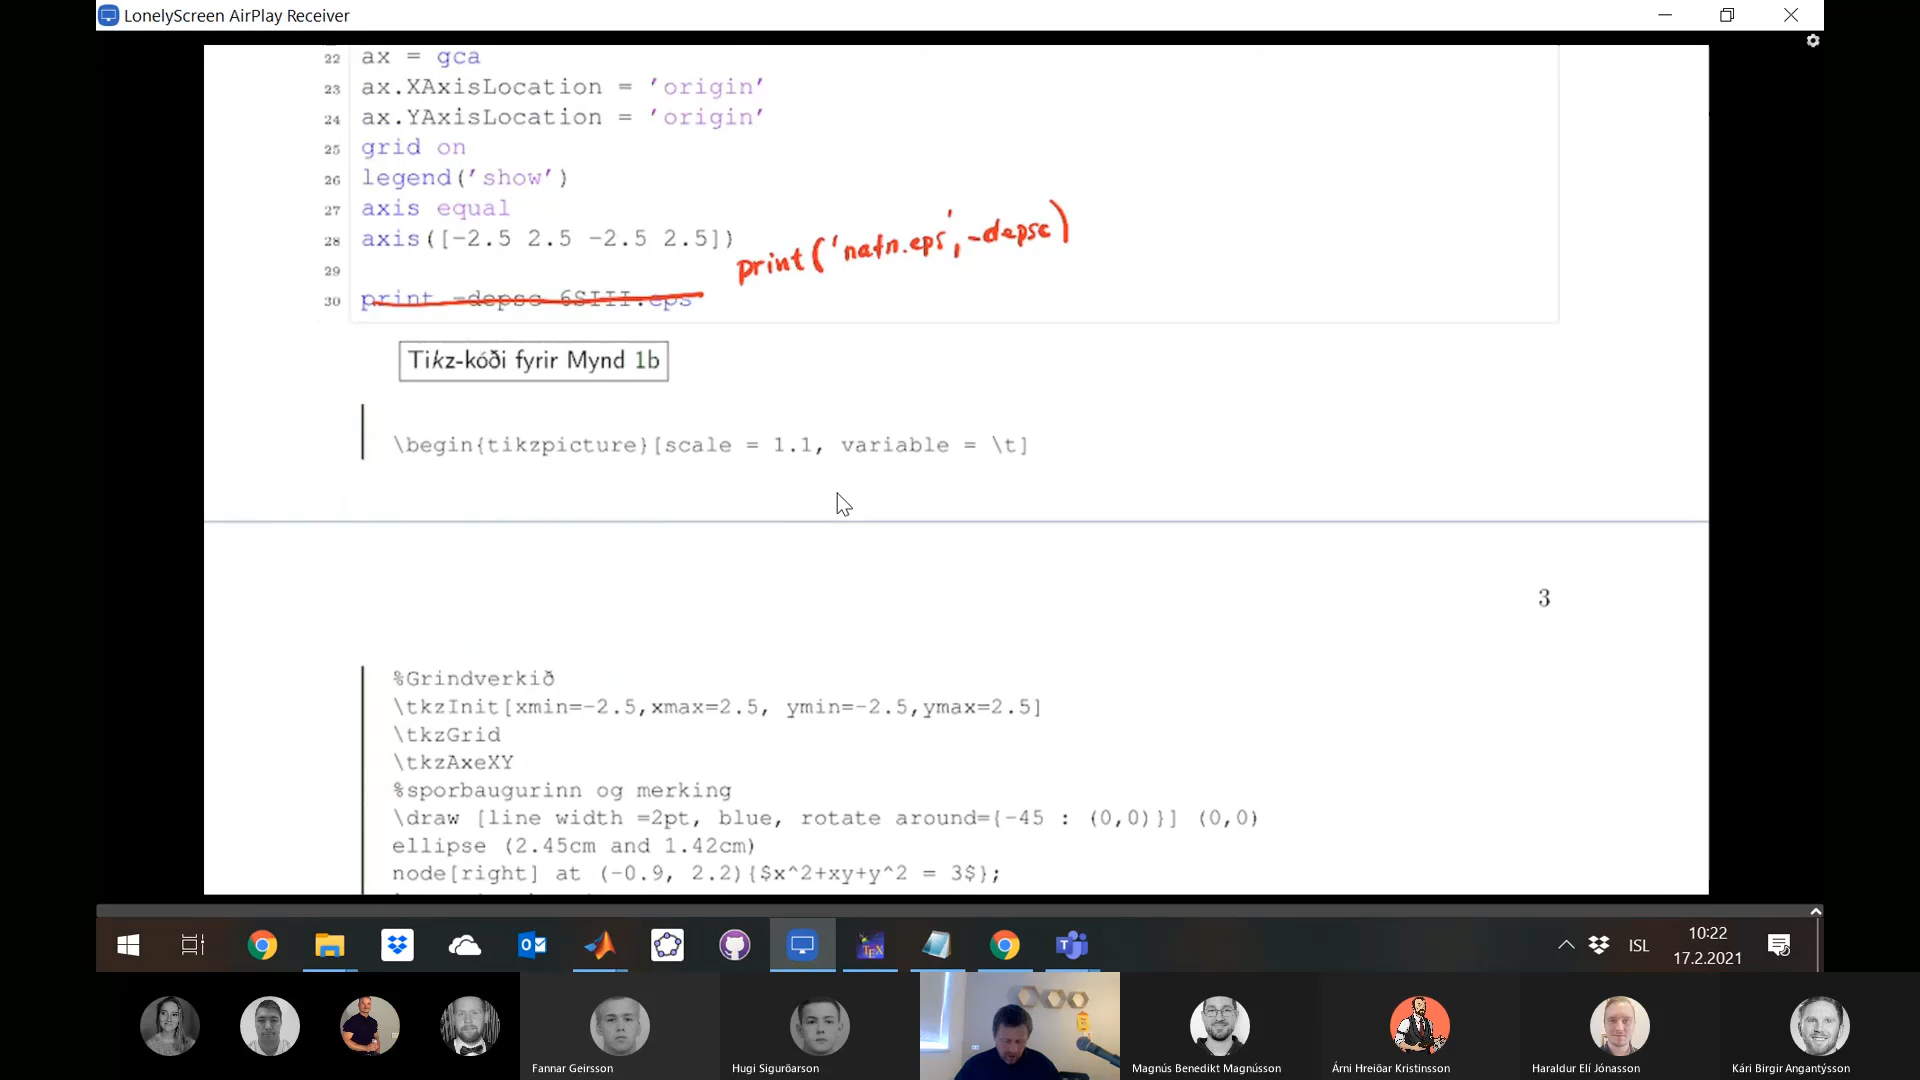 LonelyScreen AirPlay Receiver
22 ax = gca
23 ax.XAxisLocation = 'origin'
24 ax.YAxisLocation = 'origin'
25 grid on
26 legend('show')
27 axis equal
28 axis([-2.5 2.5 -2.5 2.5])
print('nafn.eps', -depsc)
29
30 print -depsc 6SIII.eps
Tikz-kóði fyrir Mynd 1b
\begin{tikzpicture}[scale = 1.1, variable = \t]
3
%Grindverkið
\tkzInit[xmin=-2.5,xmax=2.5, ymin=-2.5,ymax=2.5]
\tkzGrid
\tkzAxeXY
%sporbaugurinn og merking
\draw [line width =2pt, blue, rotate around={-45 : (0,0)}] (0,0)
ellipse (2.45cm and 1.42cm)
node[right] at (-0.9, 2.2){$x^2+xy+y^2 = 3$};
TEX
ISL
10:22
17.2.2021
Fannar Geirsson
Hugi Sigurðarson
Magnús Benedikt Magnússon
Árni Hreiðar Kristinsson
Haraldur Elí Jónasson
Kári Birgir Angantýsson